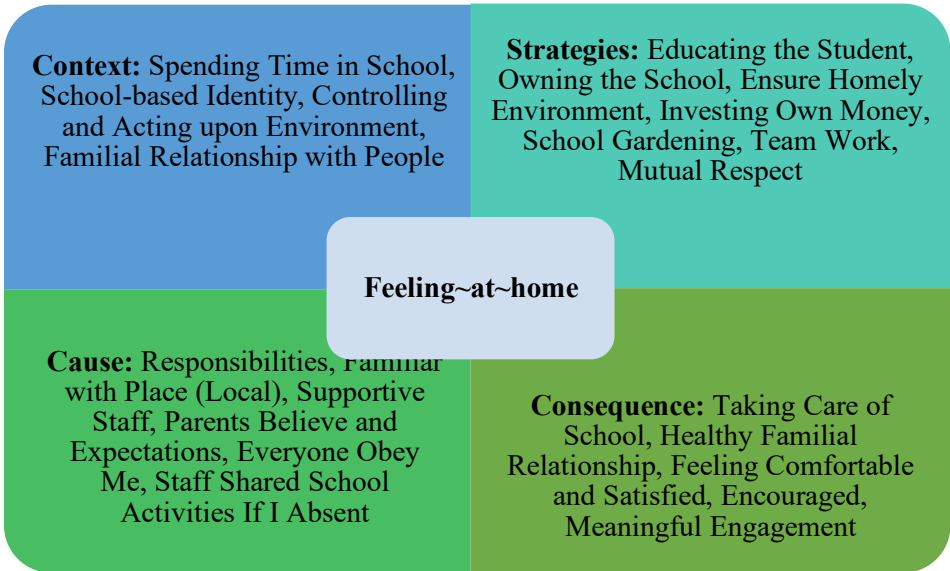 Context: Spending Time in School,
School-based Identity, Controlling
and Acting upon Environment,
Familial Relationship with People
Strategies: Educating the Student,
Owning the School, Ensure Homely
Environment, Investing Own Money,
School Gardening, Team Work,
Mutual Respect
Feeling~at~home
Cause: Responsibilities, Familiar
with Place (Local), Supportive
Staff, Parents Believe and
Expectations, Everyone Obey
Me, Staff Shared School
Activities If I Absent
Consequence: Taking Care of
School, Healthy Familial
Relationship, Feeling Comfortable
and Satisfied, Encouraged,
Meaningful Engagement